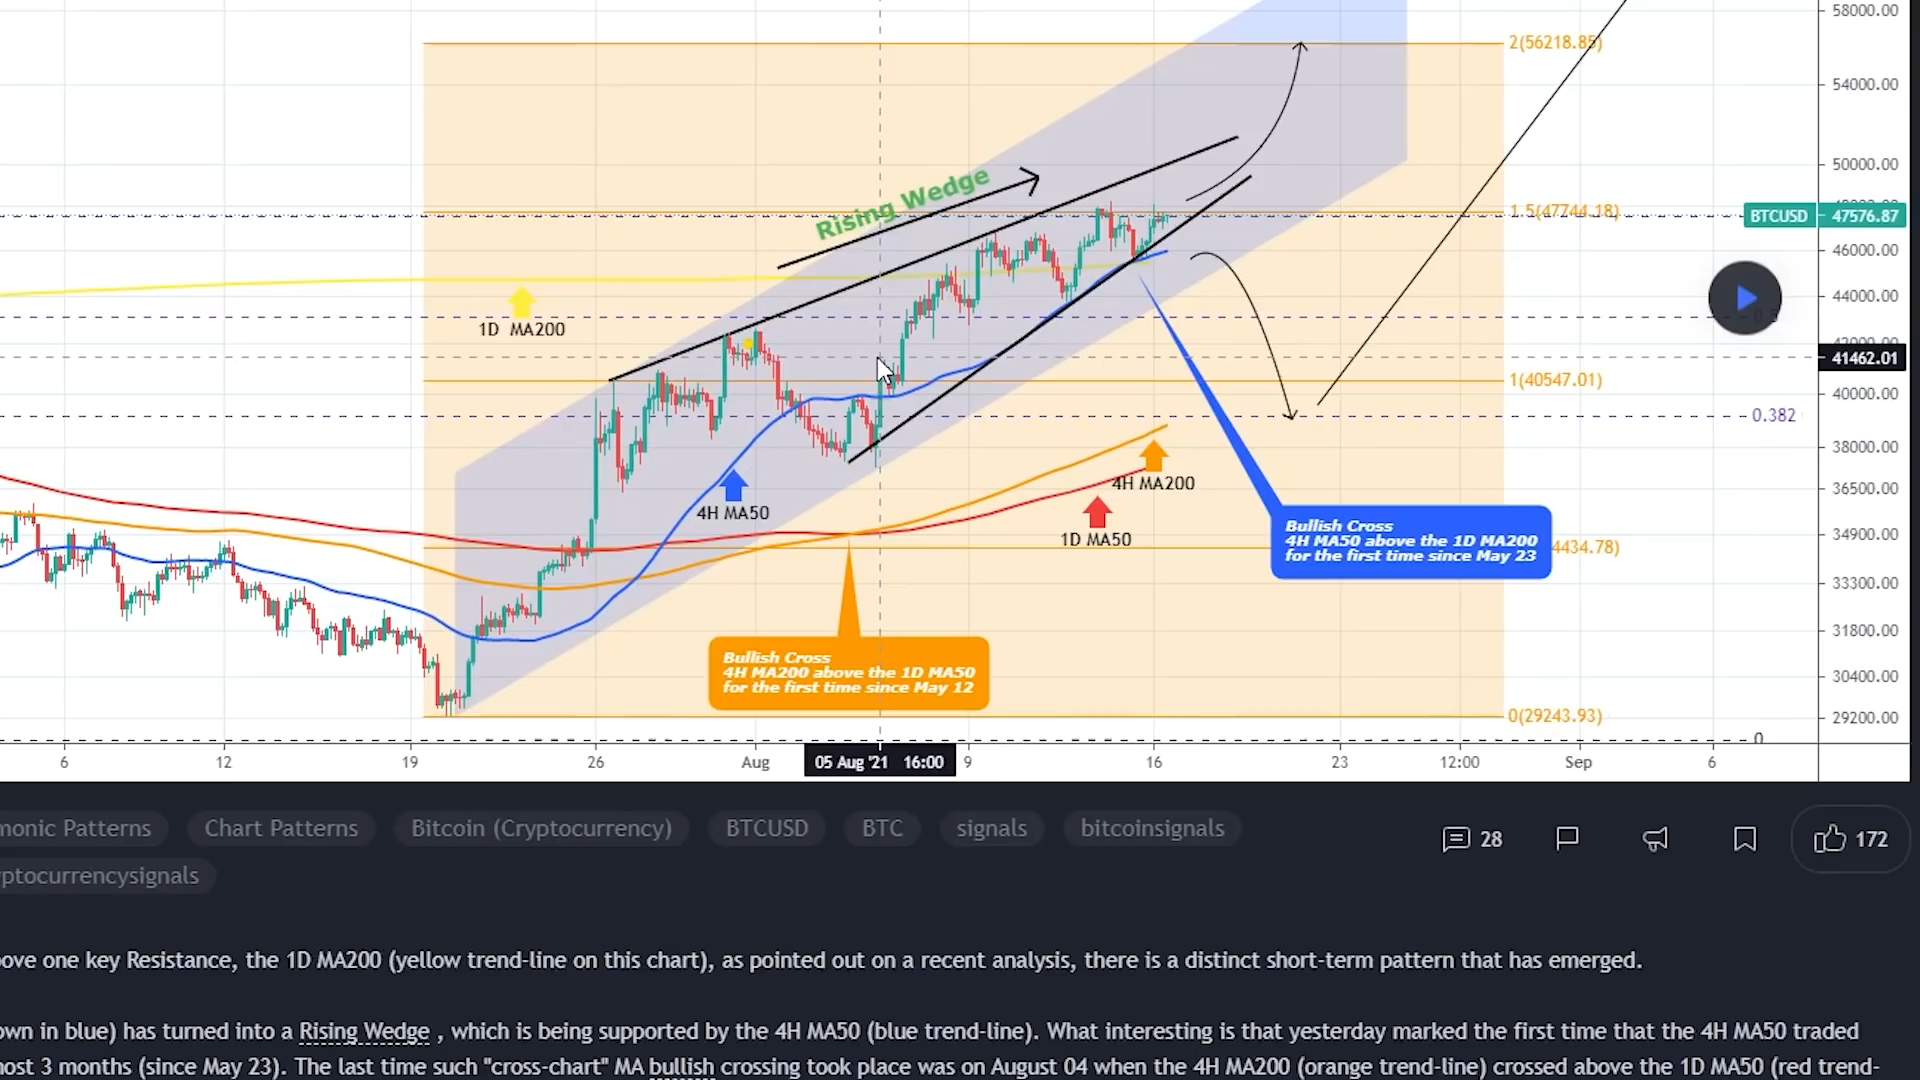 58000.00
2(56218.85)
54000.00
50000.00
Rising Wedge
1.5(47744.18)
BTCUSD 47576.87
46000.00
44000.00
1D MA200
41462.01
1(40547.01)
40000.00
0.382
38000.00
4H MA200
36500.00
4H MA50
1D MA50
34900.00
Bullish Cross
4H MA50 above the 1D MA200
for the first time since May 23
4434.78)
33300.00
31800.00
Bullish Cross
4H MA200 above the 1D MA50
for the first time since May 12
30400.00
0(29243.93)
29200.00
0
6 12 19 26 Aug 05 Aug '21 16:00 9 16 23 12:00 Sep 6
monic Patterns Chart Patterns Bitcoin (Cryptocurrency) BTCUSD BTC signals bitcoinsignals
28 172
ptocurrencysignals
ove one key Resistance, the 1D MA200 (yellow trend-line on this chart), as pointed out on a recent analysis, there is a distinct short-term pattern that has emerged.
own in blue) has turned into a Rising Wedge , which is being supported by the 4H MA50 (blue trend-line). What interesting is that yesterday marked the first time that the 4H MA50 traded
nost 3 months (since May 23). The last time such "cross-chart" MA bullish crossing took place was on August 04 when the 4H MA200 (orange trend-line) crossed above the 1D MA50 (red trend-